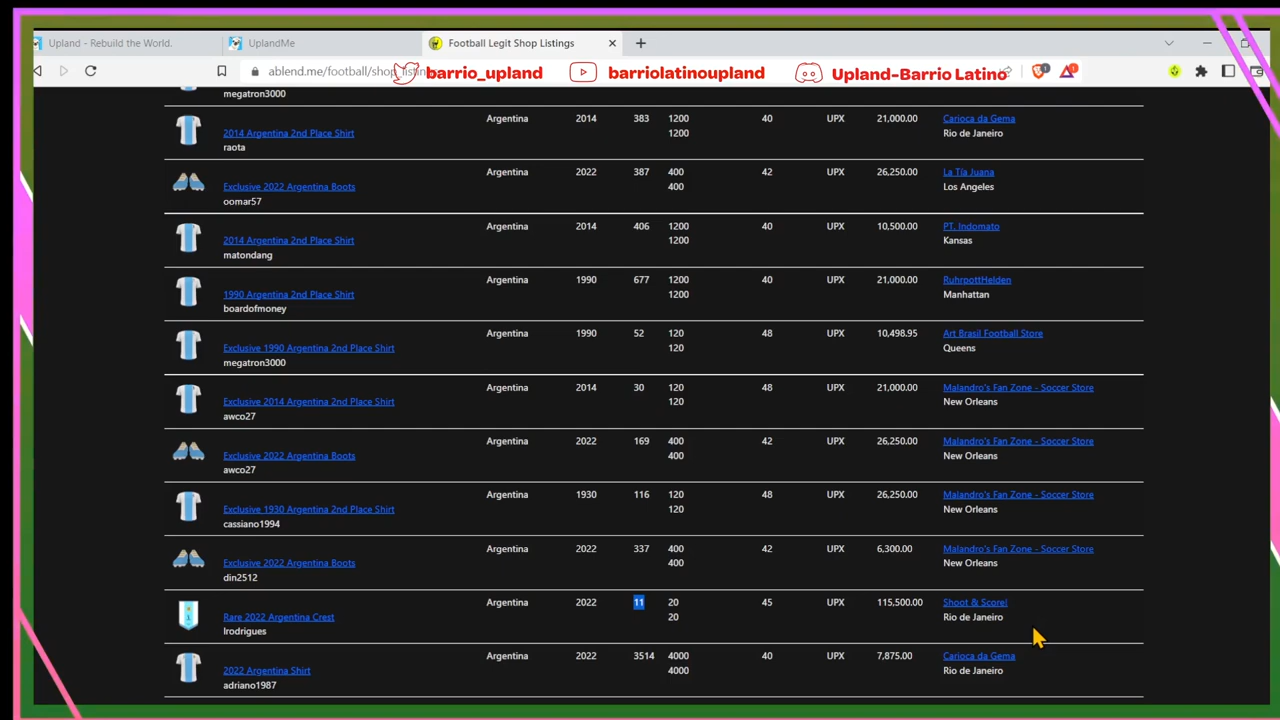 Upland - Rebuild the World.
UplandMe
Football Legit Shop Listings
ablend.me/football/shop_listin
barrio_upland
barriolatinoupland
Upland-Barrio Latino
megatron3000
Argentina 2014 383 1200 40 UPX 21,000.00 Carioca da Gema
2014 Argentina 2nd Place Shirt 1200 Rio de Janeiro
raota
Argentina 2022 387 400 42 UPX 26,250.00 La Tía Juana
Exclusive 2022 Argentina Boots 400 Los Angeles
oomar57
Argentina 2014 406 1200 40 UPX 10,500.00 PT. Indomato
2014 Argentina 2nd Place Shirt 1200 Kansas
matondang
Argentina 1990 677 1200 40 UPX 21,000.00 RuhrpottHelden
1990 Argentina 2nd Place Shirt 1200 Manhattan
boardofmoney
Argentina 1990 52 120 48 UPX 10,498.95 Art Brasil Football Store
Exclusive 1990 Argentina 2nd Place Shirt 120 Queens
megatron3000
Argentina 2014 30 120 48 UPX 21,000.00 Malandro's Fan Zone - Soccer Store
Exclusive 2014 Argentina 2nd Place Shirt 120 New Orleans
awco27
Argentina 2022 169 400 42 UPX 26,250.00 Malandro's Fan Zone - Soccer Store
Exclusive 2022 Argentina Boots 400 New Orleans
awco27
Argentina 1930 116 120 48 UPX 26,250.00 Malandro's Fan Zone - Soccer Store
Exclusive 1930 Argentina 2nd Place Shirt 120 New Orleans
cassiano1994
Argentina 2022 337 400 42 UPX 6,300.00 Malandro's Fan Zone - Soccer Store
Exclusive 2022 Argentina Boots 400 New Orleans
din2512
Argentina 2022 11 20 45 UPX 115,500.00 Shoot & Score!
Rare 2022 Argentina Crest 20 Rio de Janeiro
lrodrigues
Argentina 2022 3514 4000 40 UPX 7,875.00 Carioca da Gema
2022 Argentina Shirt 4000 Rio de Janeiro
adriano1987